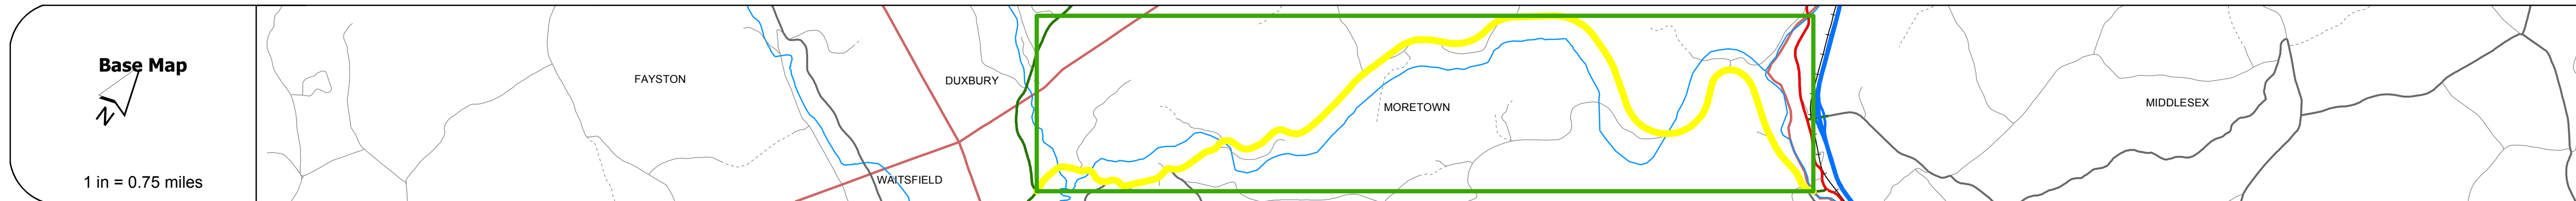 Base Map
N
1 in = 0.75 miles
FAYSTON
DUXBURY
WAITSFIELD
MORETOWN
MIDDLESEX